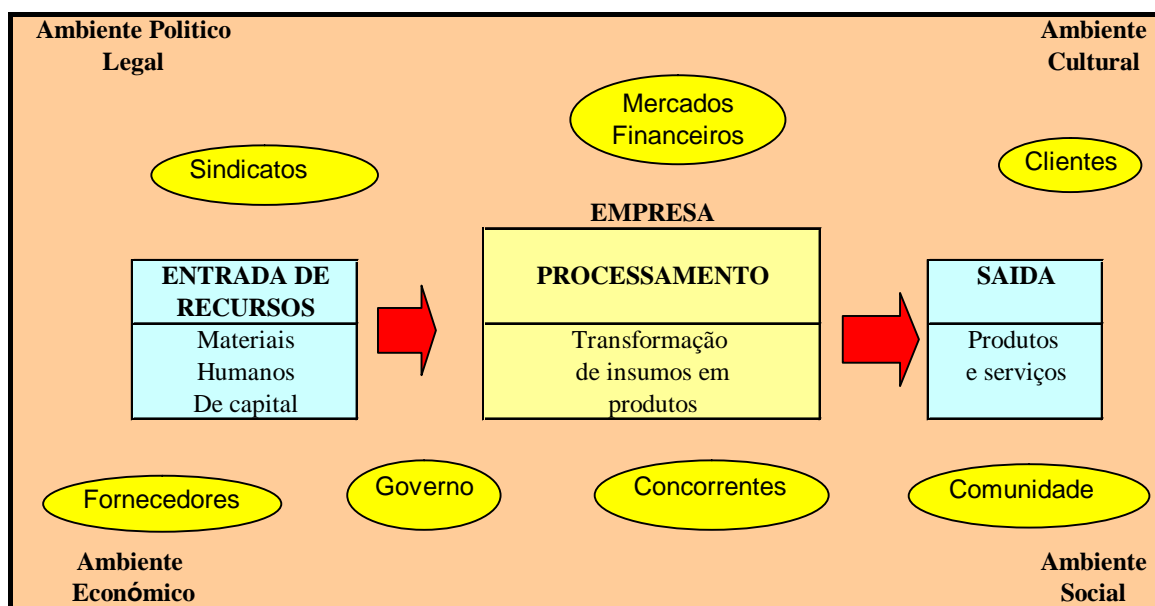 Ambiente Politico
Legal
Ambiente
Cultural
Mercados
Financeiros
Sindicatos
Clientes
EMPRESA
ENTRADA DE
RECURSOS
Materiais
Humanos
De capital
PROCESSAMENTO
Transformação
de insumos em
produtos
SAIDA
Produtos
e serviços
Fornecedores
Governo
Concorrentes
Comunidade
Ambiente
Económico
Ambiente
Social